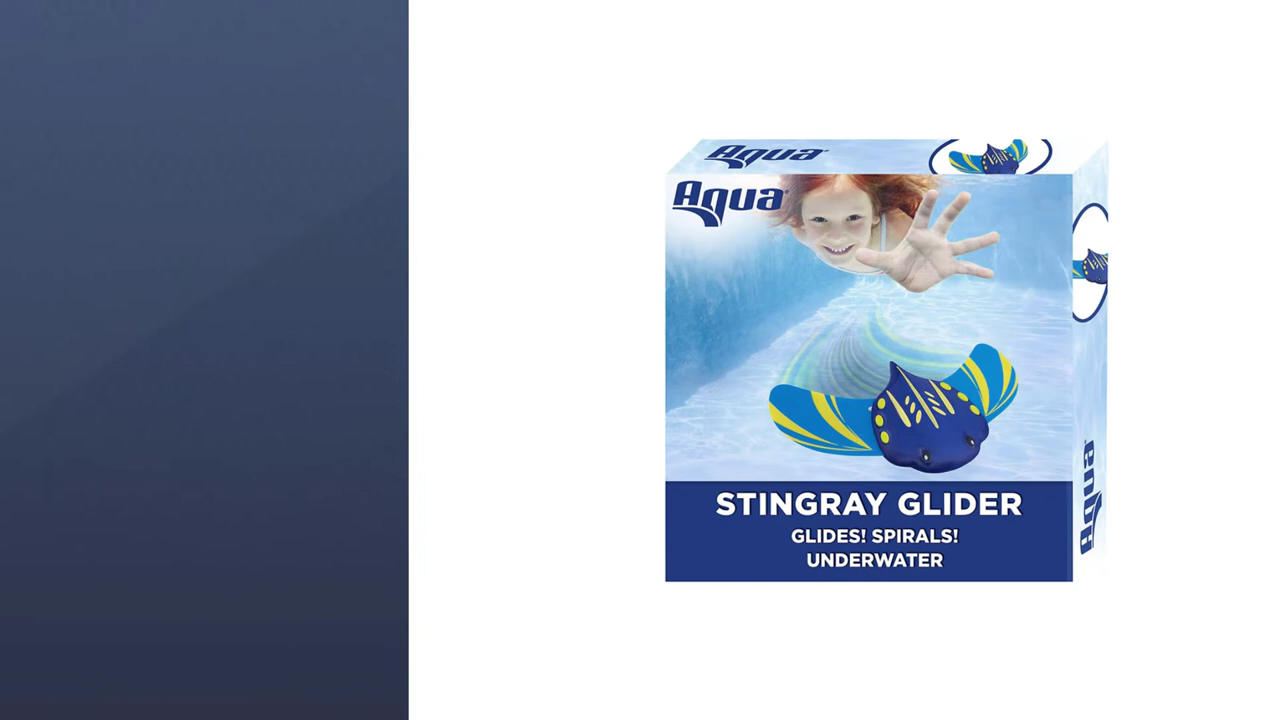 Aqua
Aqua
STINGRAY GLIDER
GLIDES! SPIRALS!
UNDERWATER
Aqua